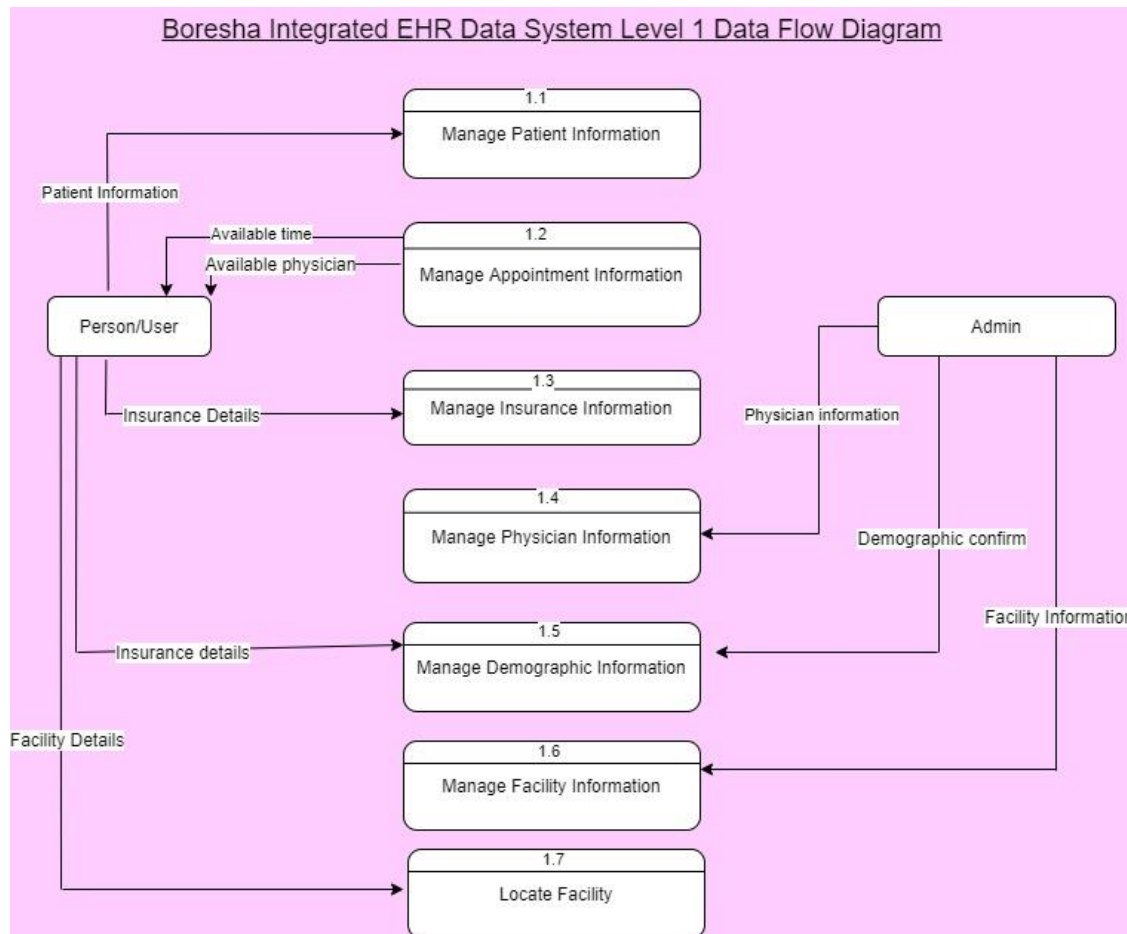 Boresha Integrated EHR Data System Level 1 Data Flow Diagram
1.1
Manage Patient Information
Patient Information
Available time
1.2
Available physician
Manage Appointment Information
Person/User
Admin
1.3
Manage Insurance Information
Insurance Details
Physician information
1.4
Manage Physician Information
Demographic confirm
Facility Information
1.5
Insurance details
Manage Demographic Information
Facility Details
1.6
Manage Facility Information
1.7
Locate Facility